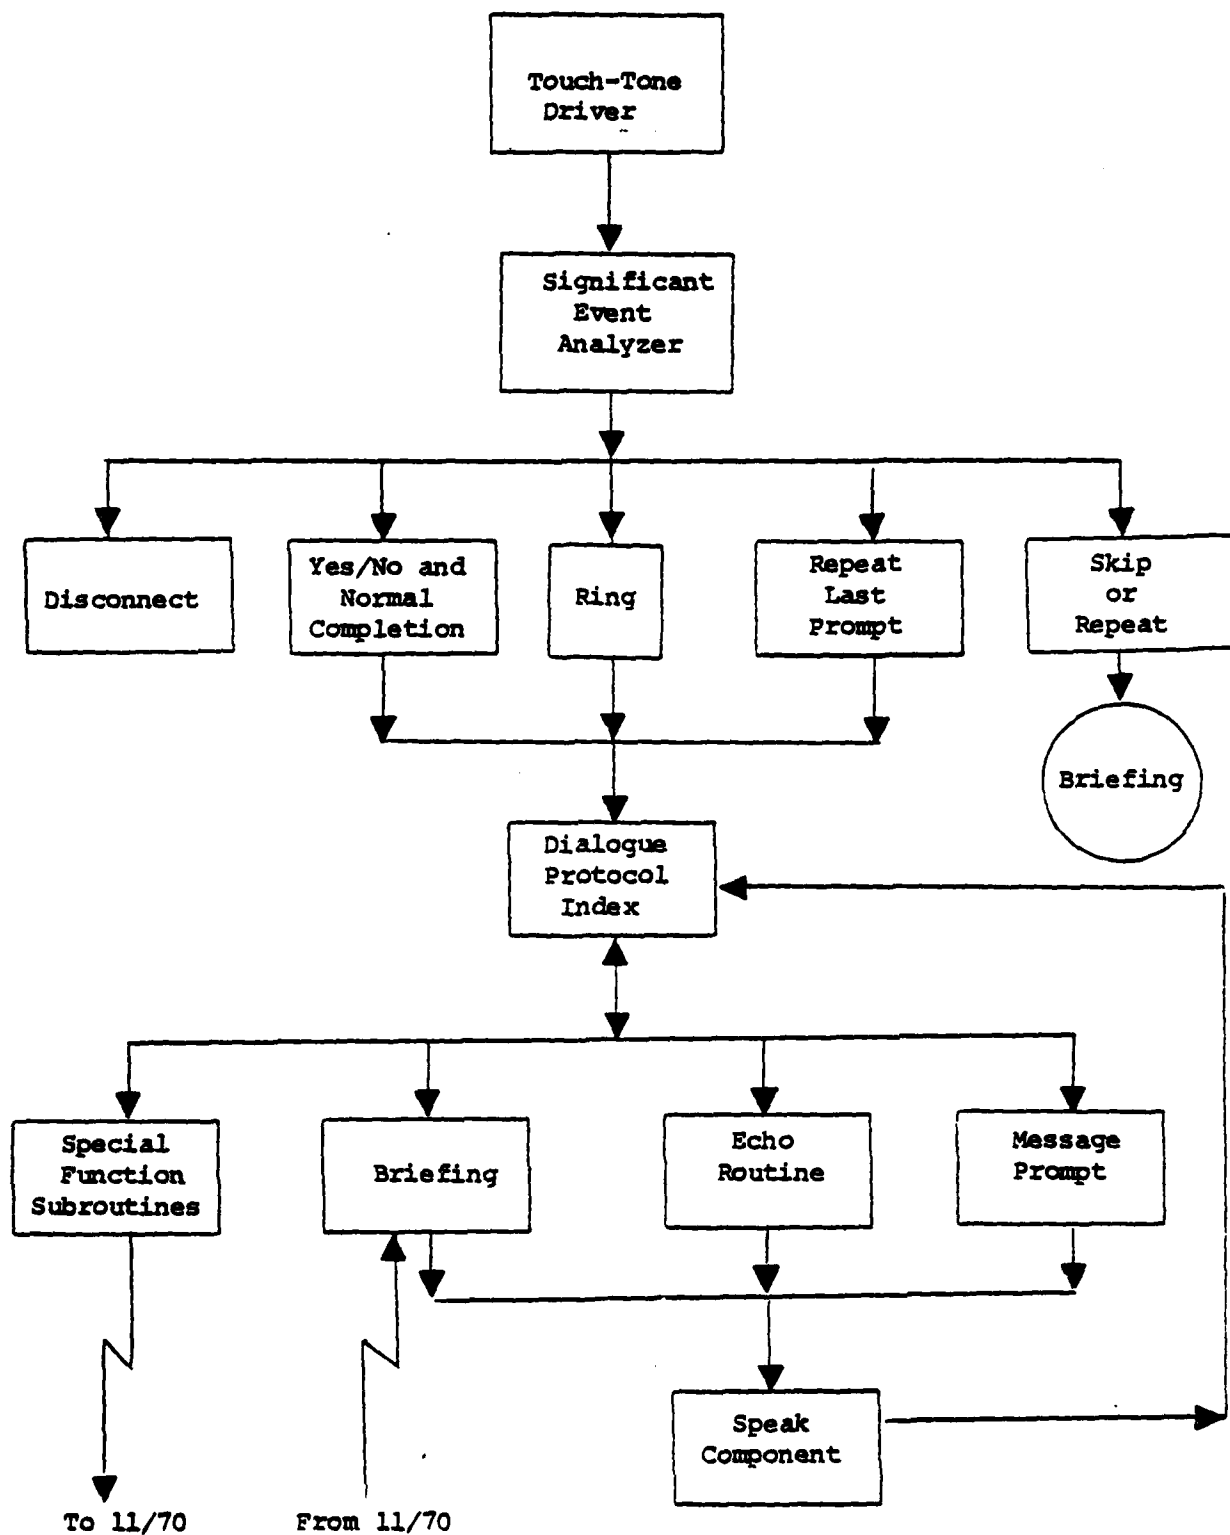 Touch-Tone
Driver
Significant
Event
Analyzer
Disconnect
Yes/No and
Normal
Completion
Ring
Repeat
Last
Prompt
Skip
or
Repeat
Briefing
Dialogue
Protocol
Index
Special
Function
Subroutines
Briefing
Echo
Routine
Message
Prompt
Speak
Component
To 11/70
From 11/70